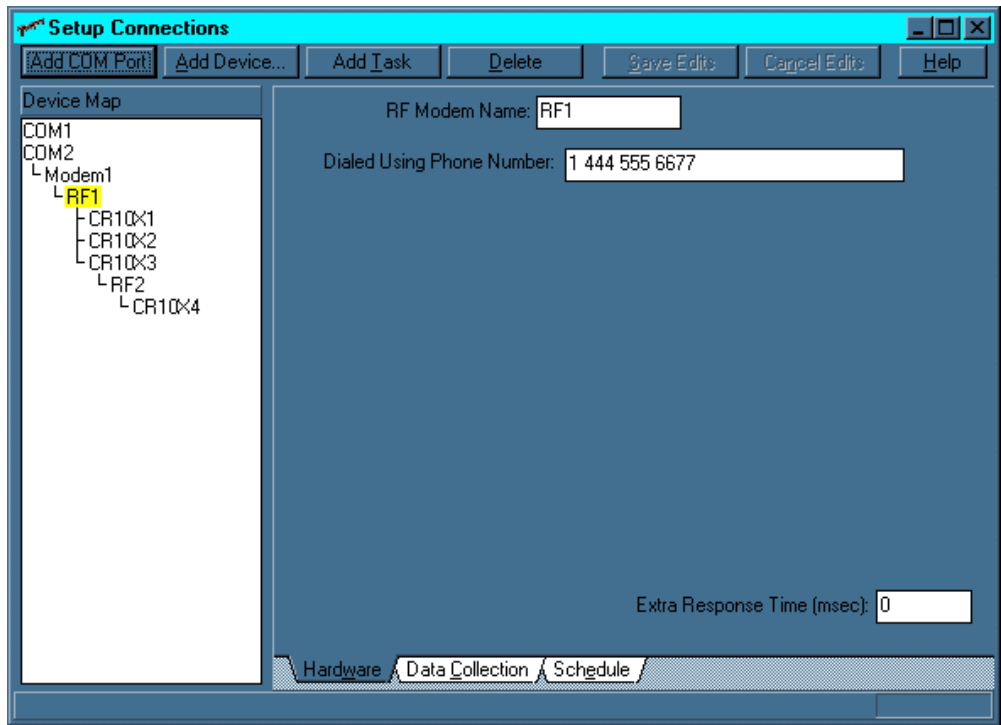 Setup Connections
Add COM Port Add Device... Add Task Delete Save Edits Cancel Edits Help
Device Map
COM1
COM2
Modem1
RF1
CR10X1
CR10X2
CR10X3
RF2
CR10X4
RF Modem Name: RF1
Dialed Using Phone Number: 1 444 555 6677
Extra Response Time (msec): 0
Hardware Data Collection Schedule